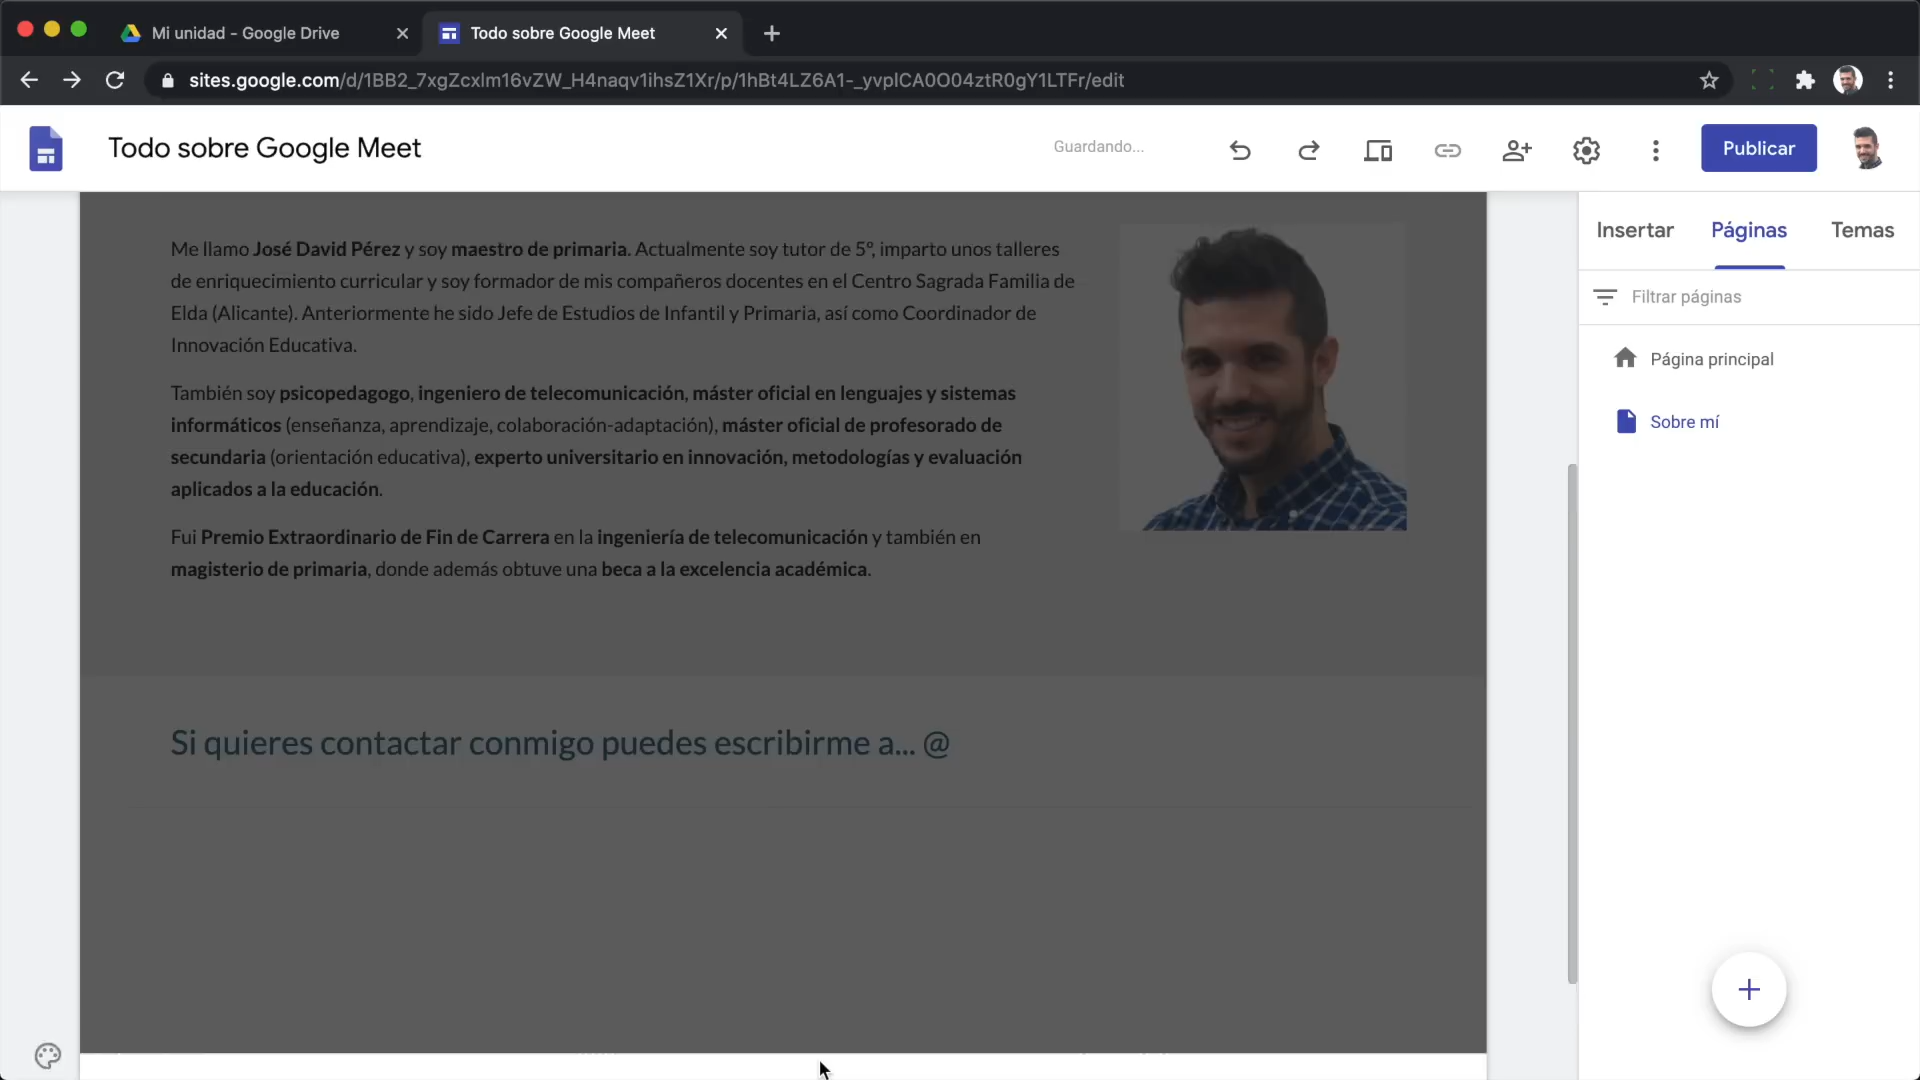 Mi unidad - Google Drive
Todo sobre Google Meet
sites.google.com/d/1BB2_7xgZcxlm16vZW_H4naqv1ihsZ1Xr/p/1hBt4LZ6A1-_yvplCA0O04ztR0gY1LTFr/edit
Todo sobre Google Meet
Guardando...
Publicar
Insertar
Páginas
Temas
Filtrar páginas
Página principal
Sobre mí
Me llamo José David Pérez y soy maestro de primaria. Actualmente soy tutor de 5º, imparto unos talleres
de enriquecimiento curricular y soy formador de mis compañeros docentes en el Centro Sagrada Familia de
Elda (Alicante). Anteriormente he sido Jefe de Estudios de Infantil y Primaria, así como Coordinador de
Innovación Educativa.
También soy psicopedagogo, ingeniero de telecomunicación, máster oficial en lenguajes y sistemas
informáticos (enseñanza, aprendizaje, colaboración-adaptación), máster oficial de profesorado de
secundaria (orientación educativa), experto universitario en innovación, metodologías y evaluación
aplicados a la educación.
Fui Premio Extraordinario de Fin de Carrera en la ingeniería de telecomunicación y también en
magisterio de primaria, donde además obtuve una beca a la excelencia académica.
Si quieres contactar conmigo puedes escribirme a... @